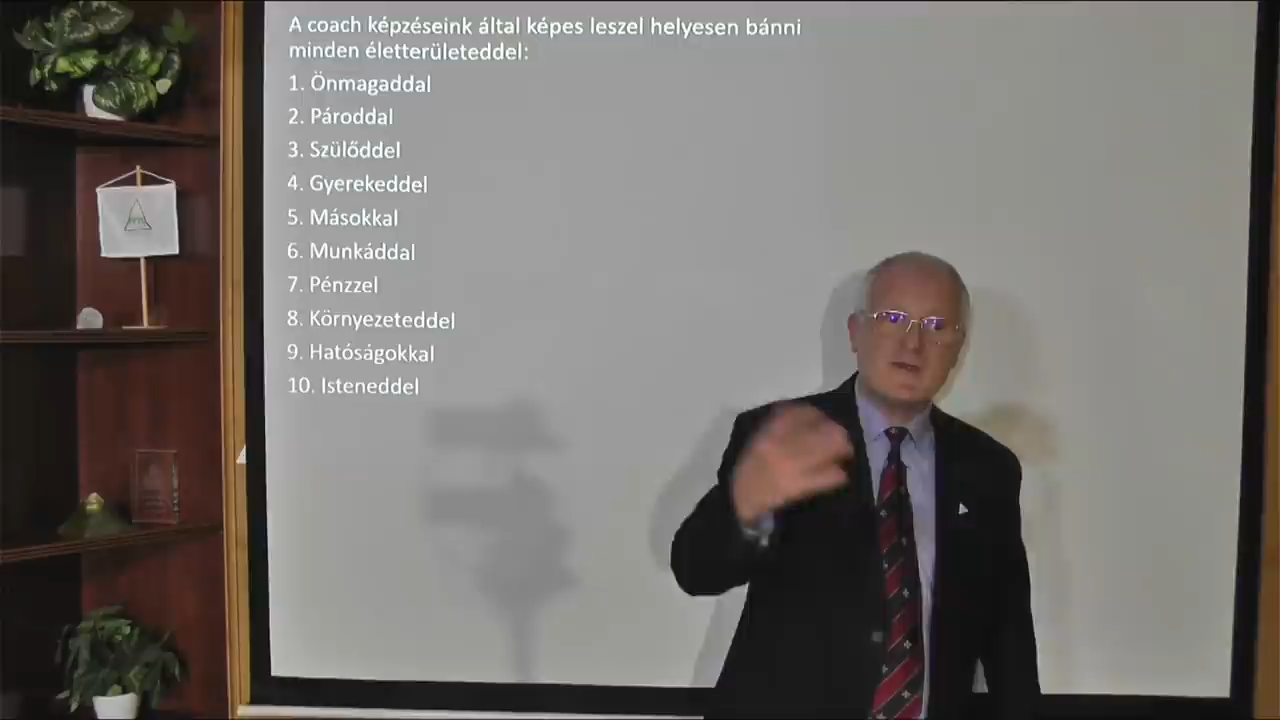 A coach képzéseink által képes leszel helyesen bánni
minden életterületeddel:
1. Önmagaddal
2. Pároddal
3. Szülőddel
4. Gyerekeddel
5. Másokkal
6. Munkáddal
7. Pénzzel
8. Környezeteddel
9. Hatóságokkal
10. Isteneddel